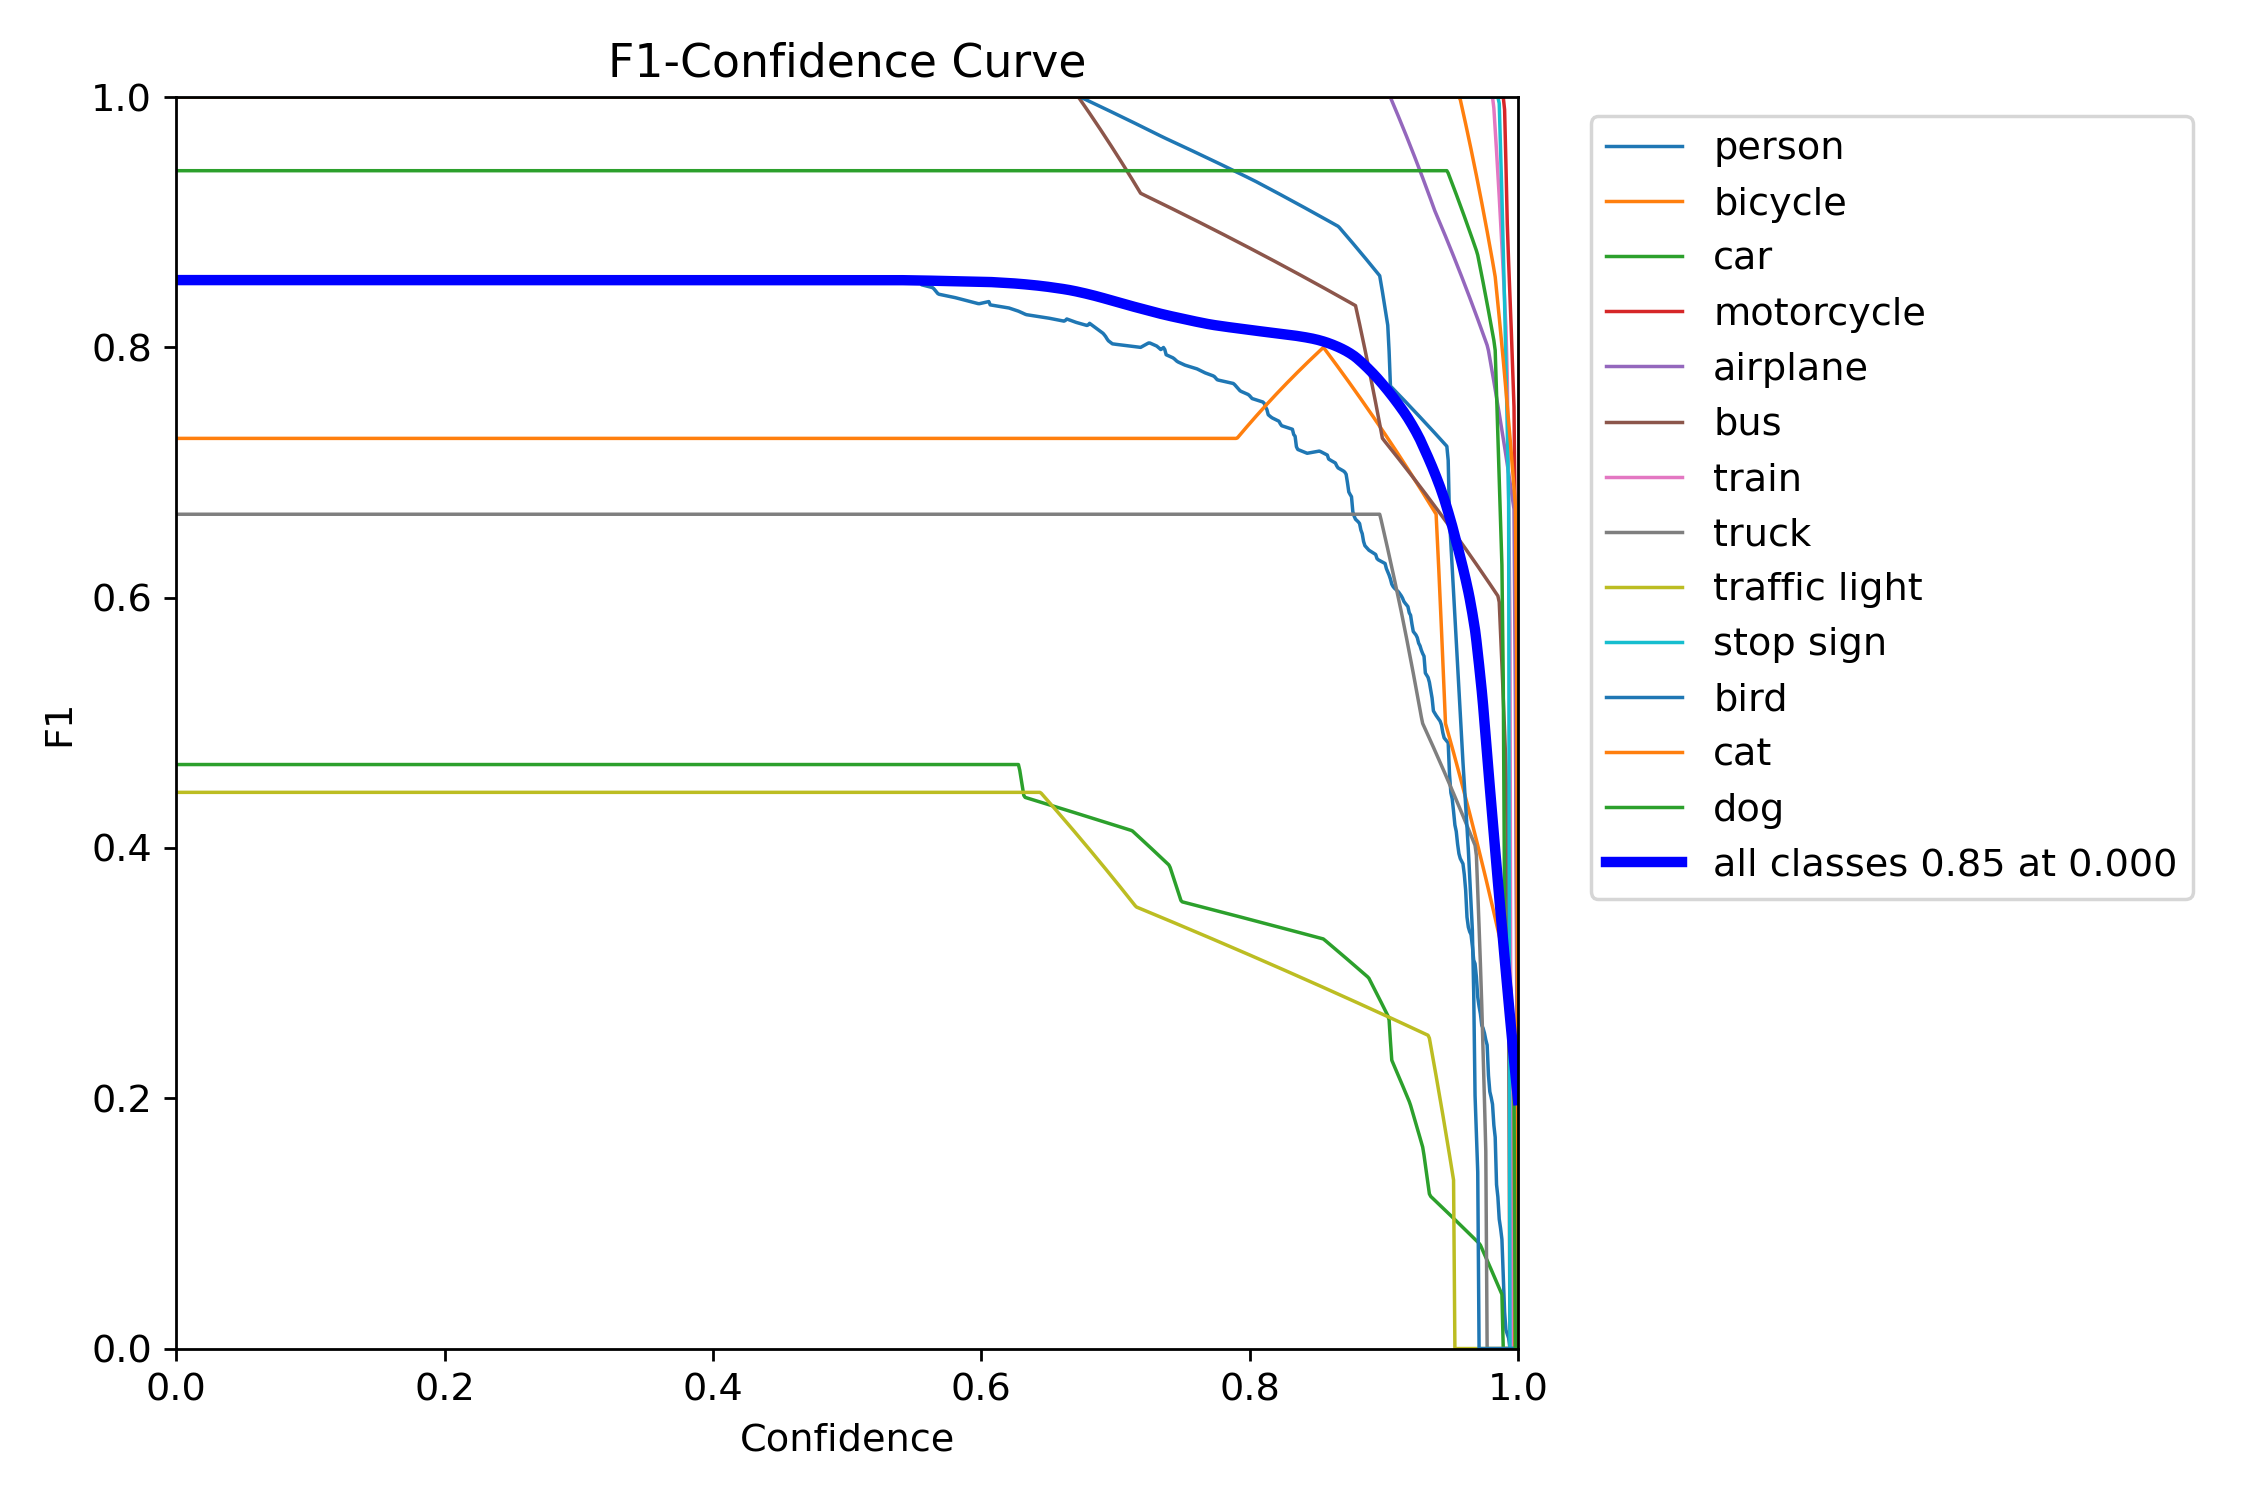 F1-Confidence Curve
1.0
0.8
0.6
0.4
0.2
0.0
F1
0.0 0.2 0.4 0.6 0.8 1.0
Confidence
person
bicycle
car
motorcycle
airplane
bus
train
truck
traffic light
stop sign
bird
cat
dog
all classes 0.85 at 0.000